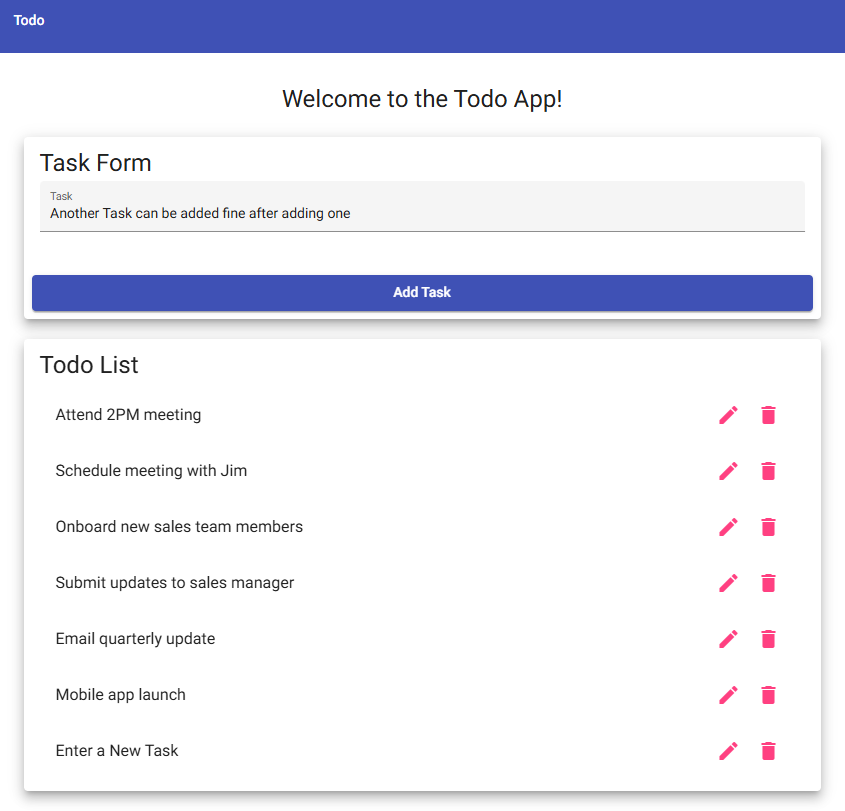 Todo
Welcome to the Todo App!
Task Form
Task
Another Task can be added fine after adding one
Add Task
Todo List
Attend 2PM meeting
Schedule meeting with Jim
Onboard new sales team members
Submit updates to sales manager
Email quarterly update
Mobile app launch
Enter a New Task